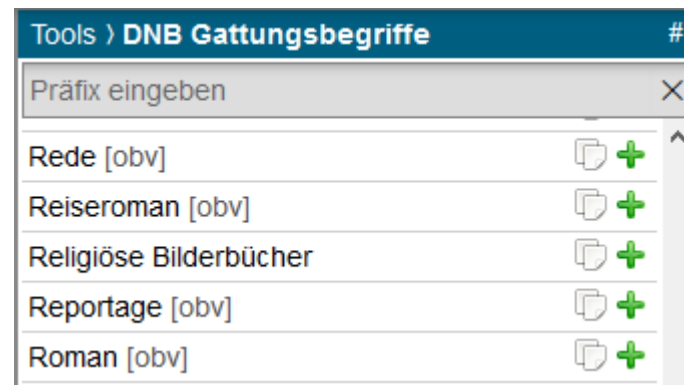 Tools › DNB Gattungsbegriffe #
Präfix eingeben
Rede [obv]
Reiseroman [obv]
Religiöse Bilderbücher
Reportage [obv]
Roman [obv]